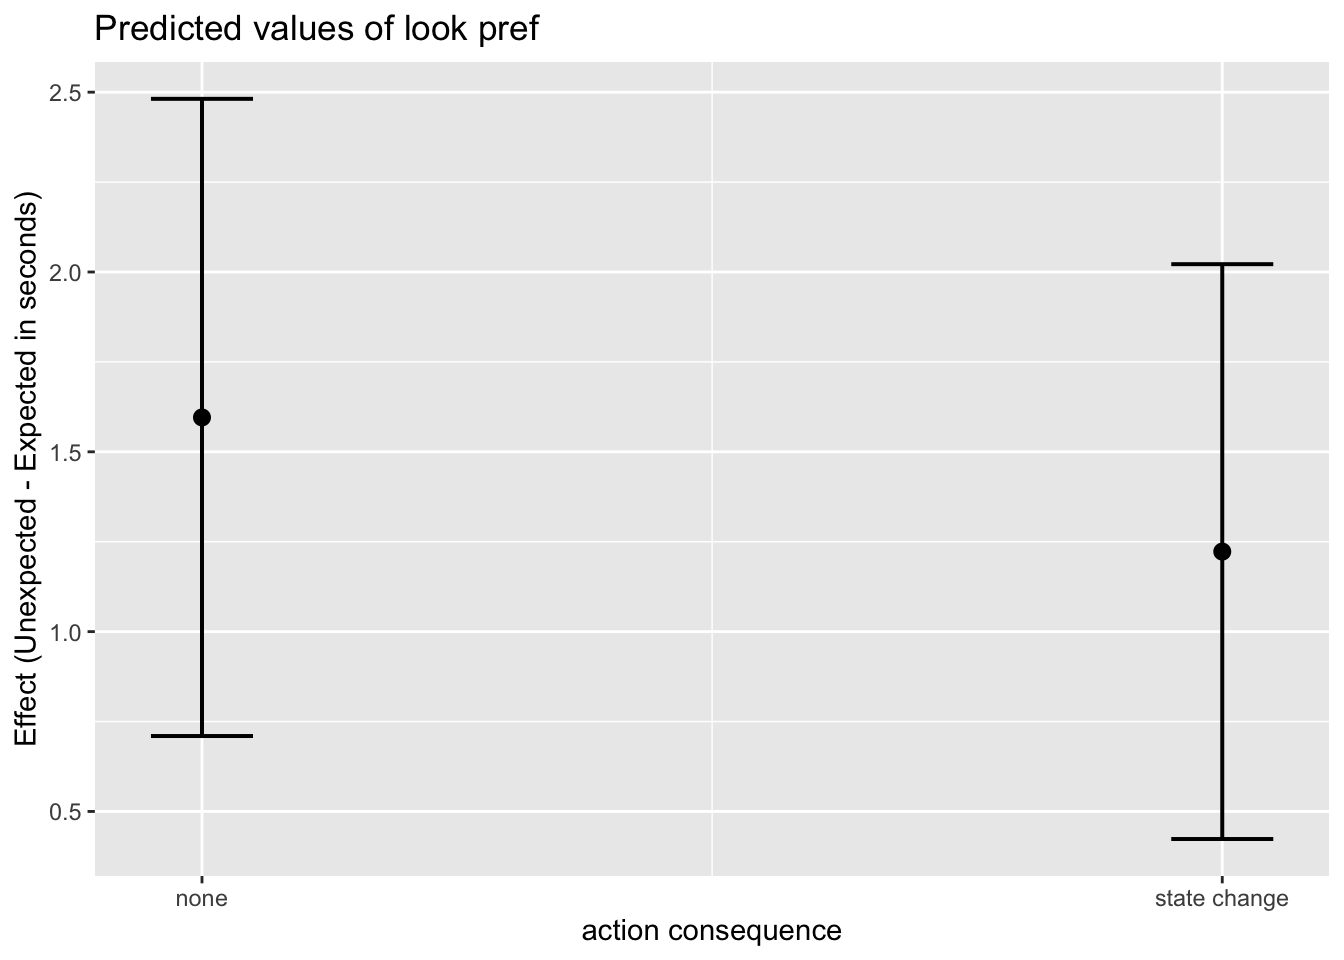 Predicted values of look pref
Effect (Unexpected - Expected in seconds)
2.5
2.0
1.5
1.0
0.5
none
state change
action consequence